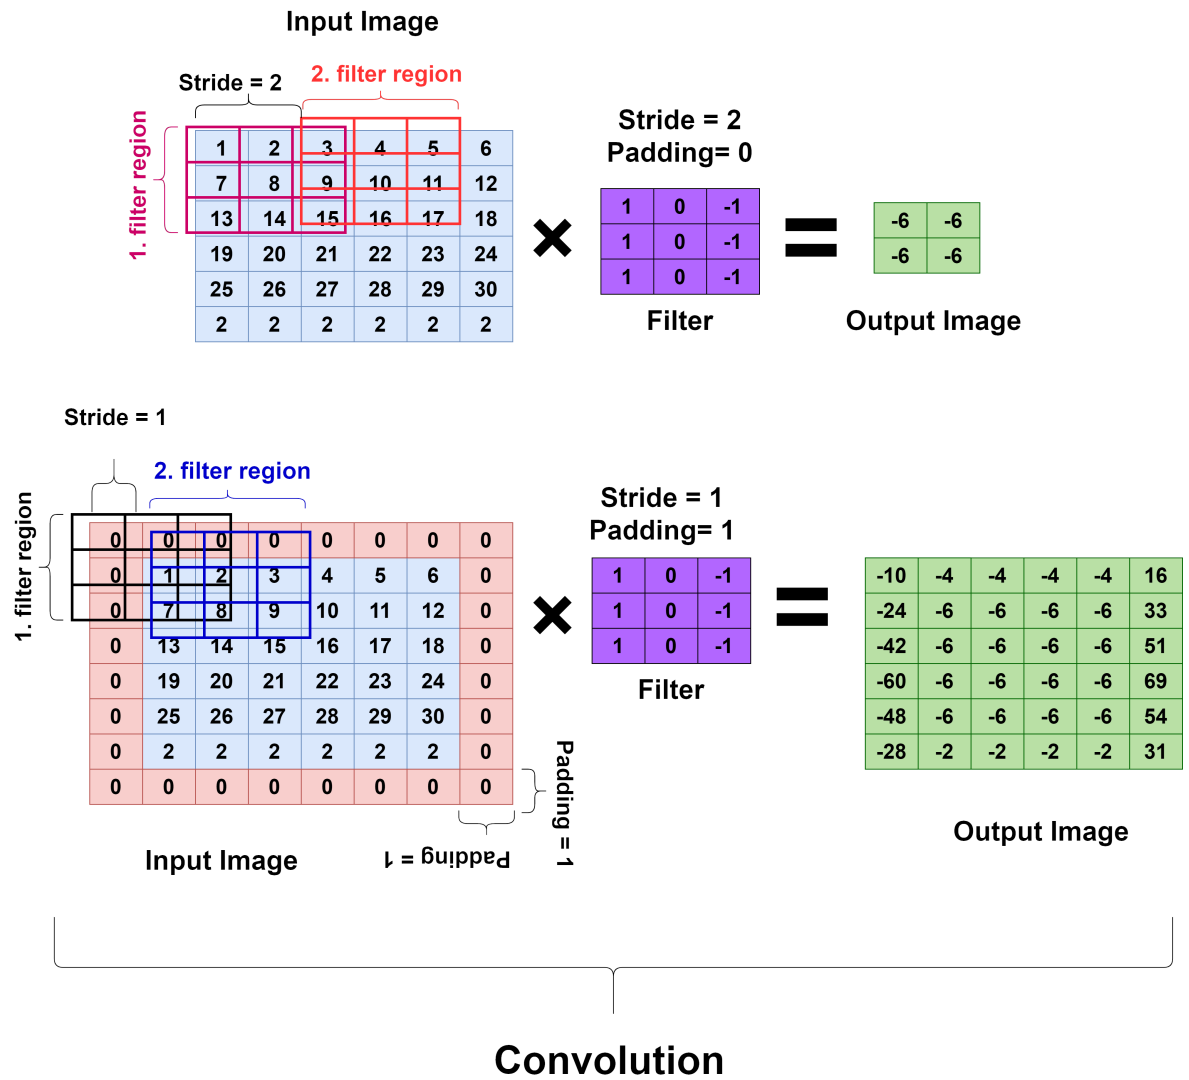 Input Image
Stride = 2
2. filter region
1. filter region
1 2 3 4 5 6
7 8 9 10 11 12
13 14 15 16 17 18
19 20 21 22 23 24
25 26 27 28 29 30
2 2 2 2 2 2
Stride = 2
Padding= 0
1 0 -1
1 0 -1
1 0 -1
Filter
-6 -6
-6 -6
Output Image
Stride = 1
2. filter region
1. filter region
0 0 0 0 0 0 0 0
0 1 2 3 4 5 6 0
0 7 8 9 10 11 12 0
0 13 14 15 16 17 18 0
0 19 20 21 22 23 24 0
0 25 26 27 28 29 30 0
0 2 2 2 2 2 2 0
0 0 0 0 0 0 0 0
Padding = 1
Padding = 1
Input Image
Stride = 1
Padding= 1
1 0 -1
1 0 -1
1 0 -1
Filter
-10 -4 -4 -4 -4 16
-24 -6 -6 -6 -6 33
-42 -6 -6 -6 -6 51
-60 -6 -6 -6 -6 69
-48 -6 -6 -6 -6 54
-28 -2 -2 -2 -2 31
Output Image
Convolution